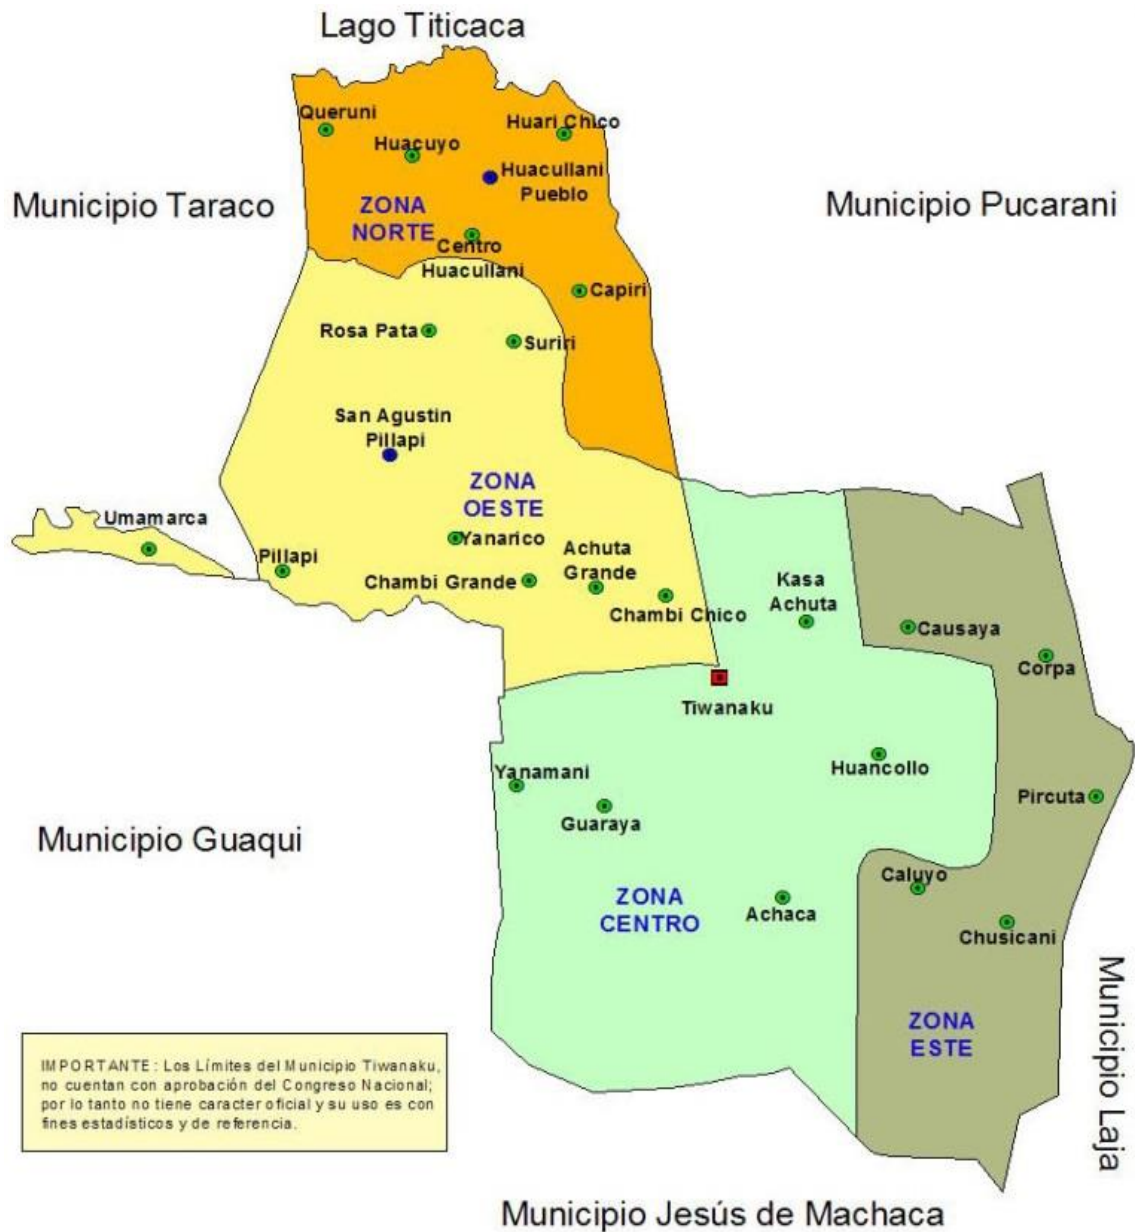 Lago Titicaca
Queruni
Huari Chico
Huacuyo
Huacullani
Pueblo
Municipio Taraco
ZONA
NORTE
Municipio Pucarani
Centro
Huacullani
Capiri
Rosa Pata
Suriri
San Agustin
Pillapi
ZONA
OESTE
Umamarca
Yanarico
Pillapi
Achuta
Grande
Chambi Grande
Chambi Chico
Kasa
Achuta
Causaya
Corpa
Tiwanaku
Yanamani
Huancollo
Guaraya
Pircuta
Municipio Guaqui
Caluyo
ZONA
CENTRO
Achaca
Chusicani
Municipio Laja
ZONA
ESTE
IMPORTANTE: Los Límites del Municipio Tiwanaku,
no cuentan con aprobación del Congreso Nacional;
por lo tanto no tiene caracter oficial y su uso es con
fines estadísticos y de referencia.
Municipio Jesús de Machaca